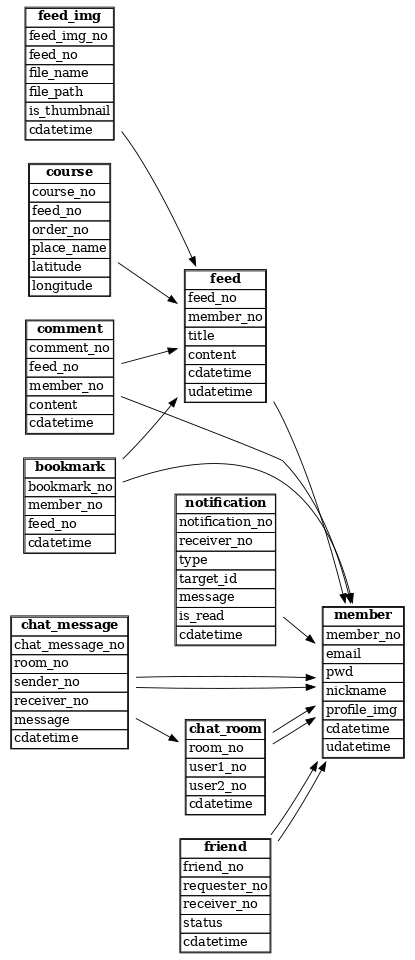 feed_img
feed_img_no
feed_no
file_name
file_path
is_thumbnail
cdatetime
course
course_no
feed_no
order_no
place_name
latitude
longitude
comment
comment_no
feed_no
member_no
content
cdatetime
bookmark
bookmark_no
member_no
feed_no
cdatetime
chat_message
chat_message_no
room_no
sender_no
receiver_no
message
cdatetime
feed
feed_no
member_no
title
content
cdatetime
udatetime
notification
notification_no
receiver_no
type
target_id
message
is_read
cdatetime
chat_room
room_no
user1_no
user2_no
cdatetime
friend
friend_no
requester_no
receiver_no
status
cdatetime
member
member_no
email
pwd
nickname
profile_img
cdatetime
udatetime